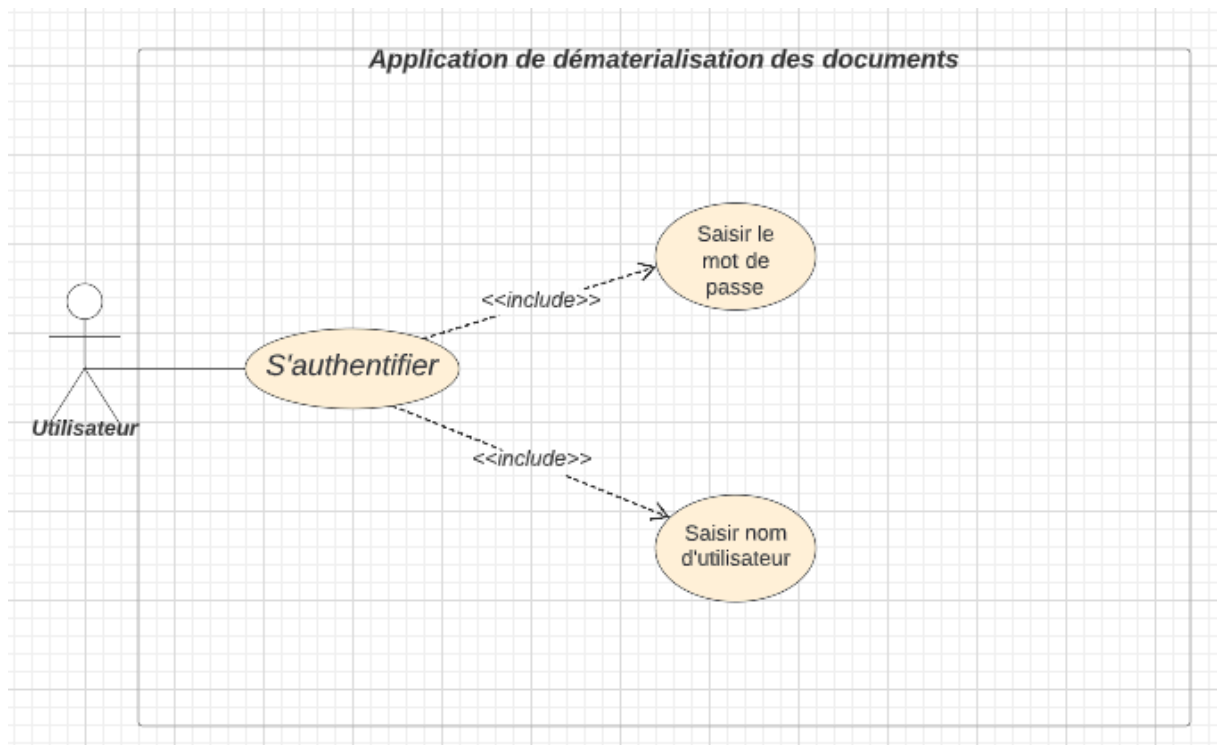 Application de dématerialisation des documents
Saisir le
mot de
passe
<<include>>
S'authentifier
Utilisateur
<<include>>
Saisir nom
d'utilisateur